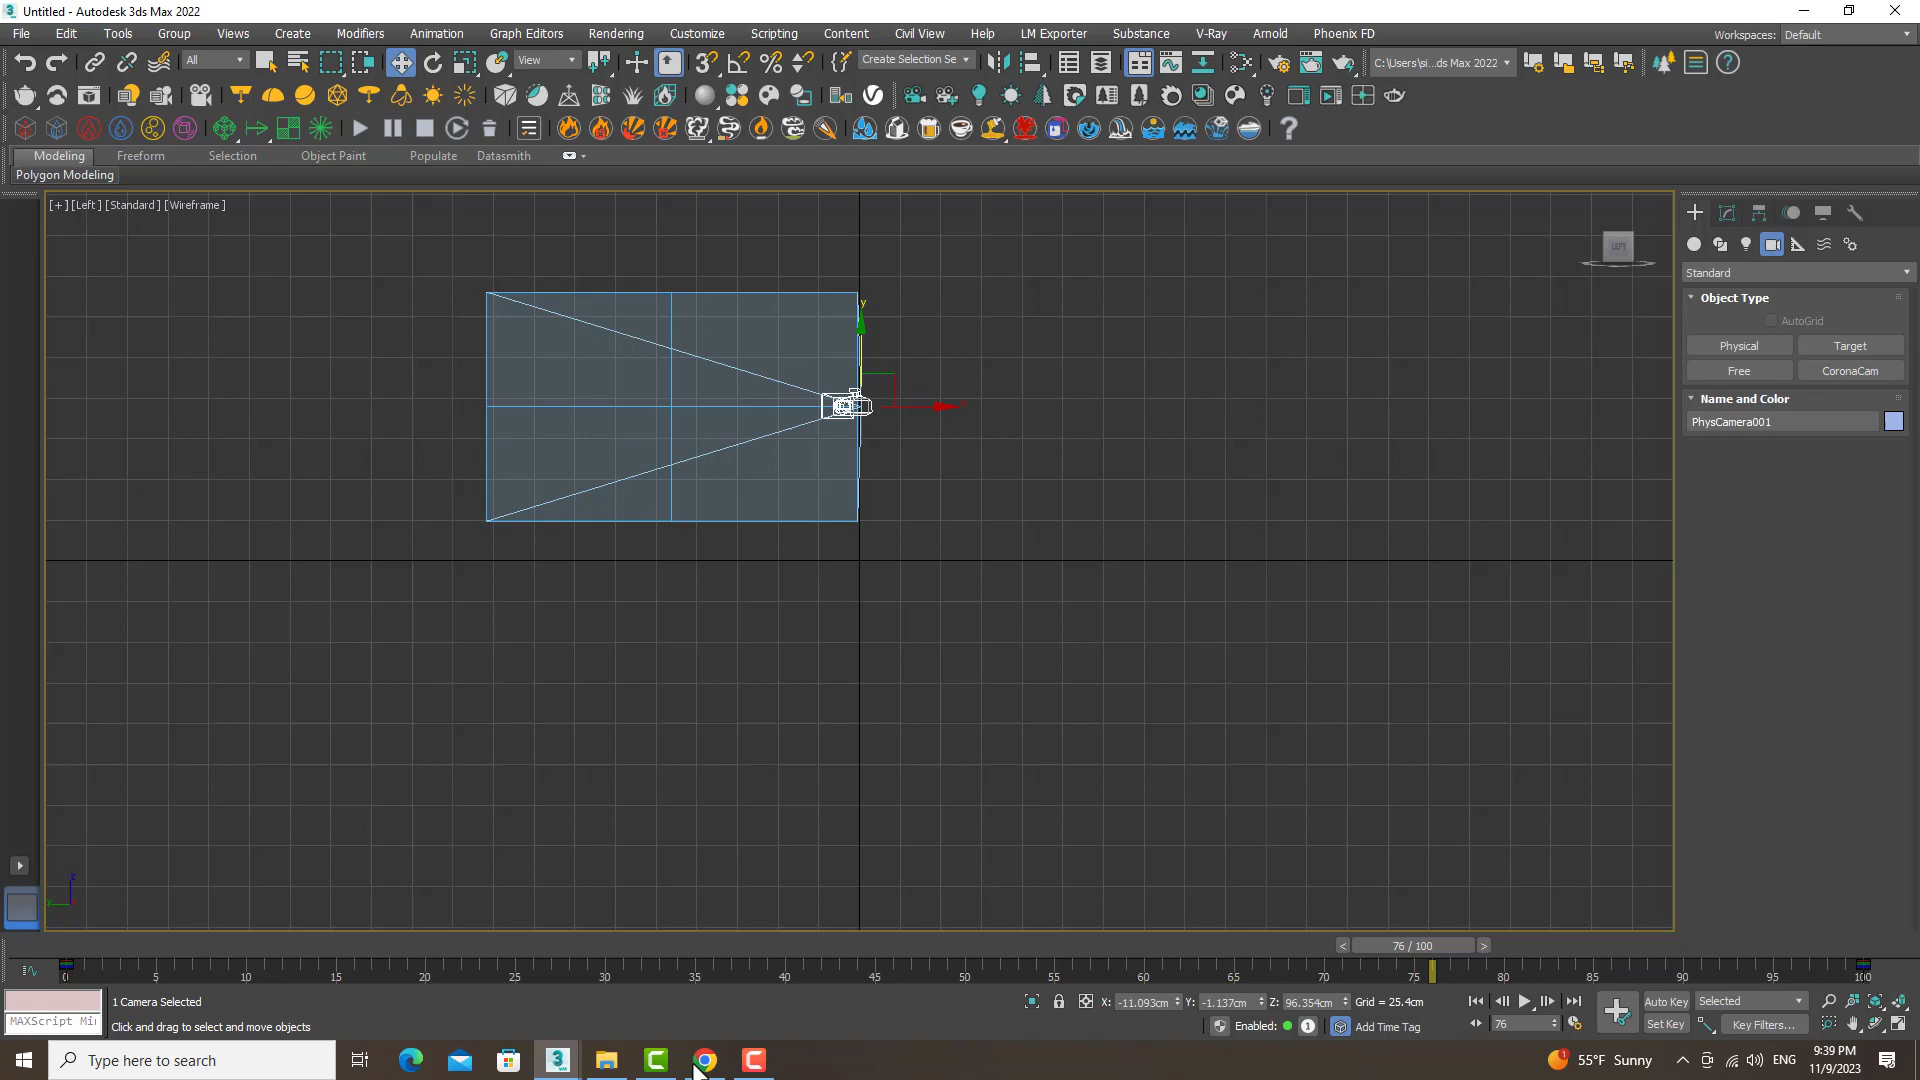 Untitled - Autodesk 3ds Max 2022
File Edit Tools Group Views Create Modifiers Animation Graph Editors Rendering Customize Scripting Content Civil View Help LM Exporter Substance V-Ray Arnold Phoenix FD Workspaces: Default
All View Create Selection Se C:\Users\si...ds Max 2022
Modeling Freeform Selection Object Paint Populate Datasmith
Polygon Modeling
[+] [Left] [Standard] [Wireframe]
LEFT
Standard
Object Type
AutoGrid
Physical Target
Free CoronaCam
Name and Color
PhysCamera001
y
z
y
76 / 100
0 5 10 15 20 25 30 35 40 45 50 55 60 65 70 75 80 85 90 95 100
1 Camera Selected X: -11.093cm Y: -1.137cm Z: 96.354cm Grid = 25.4cm Auto Key Selected
MAXScript Mi Click and drag to select and move objects Enabled: 1 Add Time Tag 76 Set Key Key Filters...
Type here to search 55°F Sunny ENG 9:39 PM
11/9/2023